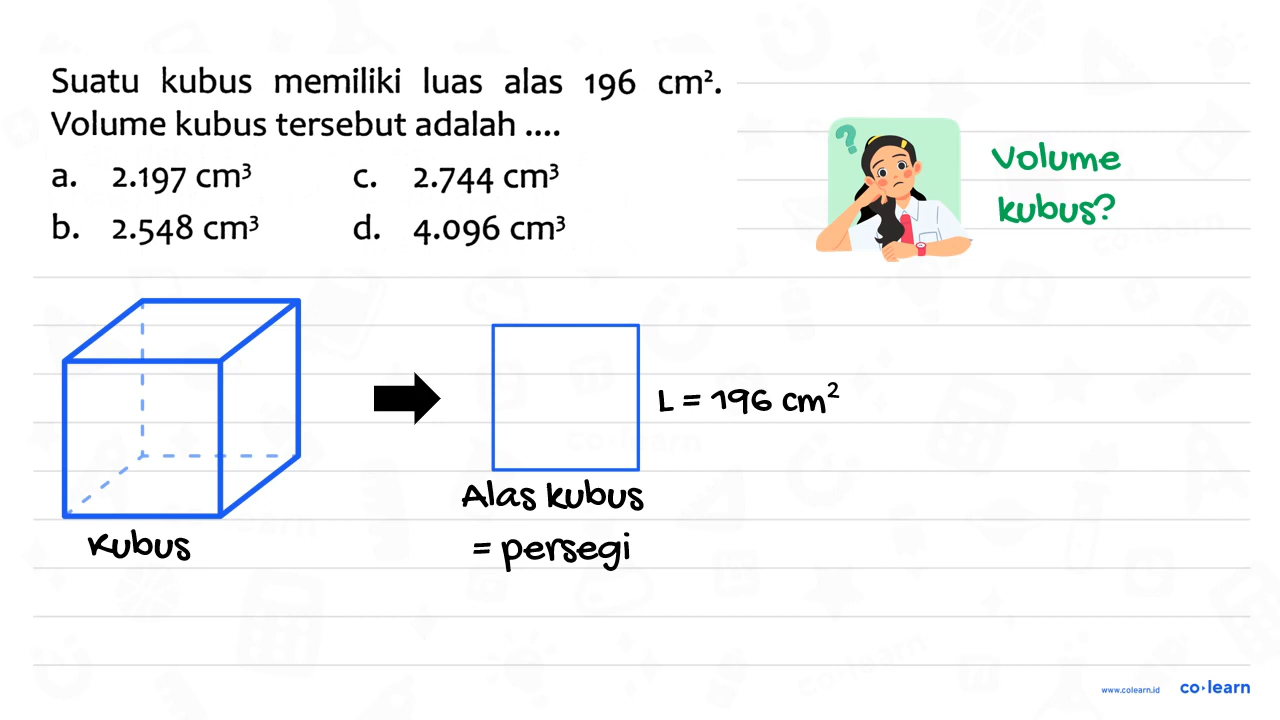 Suatu kubus memiliki luas alas 196 cm².
Volume kubus tersebut adalah ....
a. 2.197 cm³ c. 2.744 cm³
b. 2.548 cm³ d. 4.096 cm³
?
Volume
kubus?
L = 196 cm²
Alas kubus
= persegi
kubus
www.colearn.id co·learn